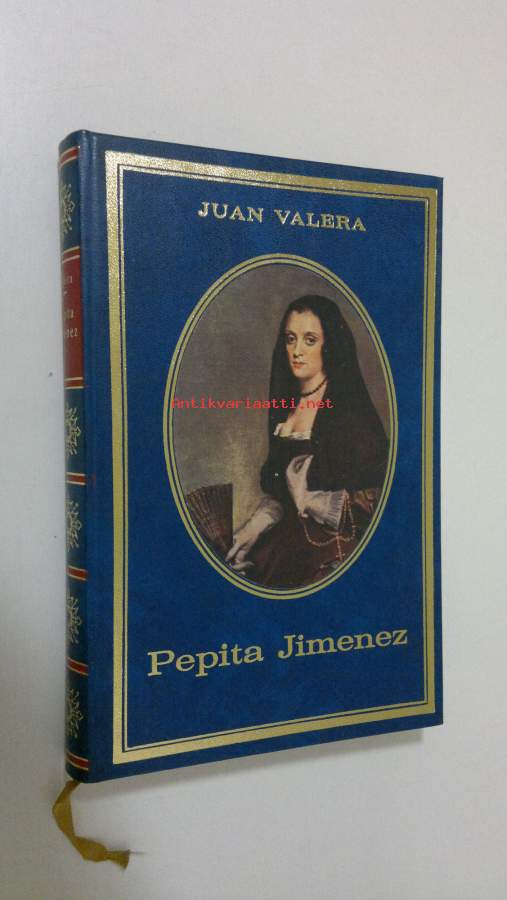 JUAN VALERA
Antikvariaatti.net
Pepita Jimenez